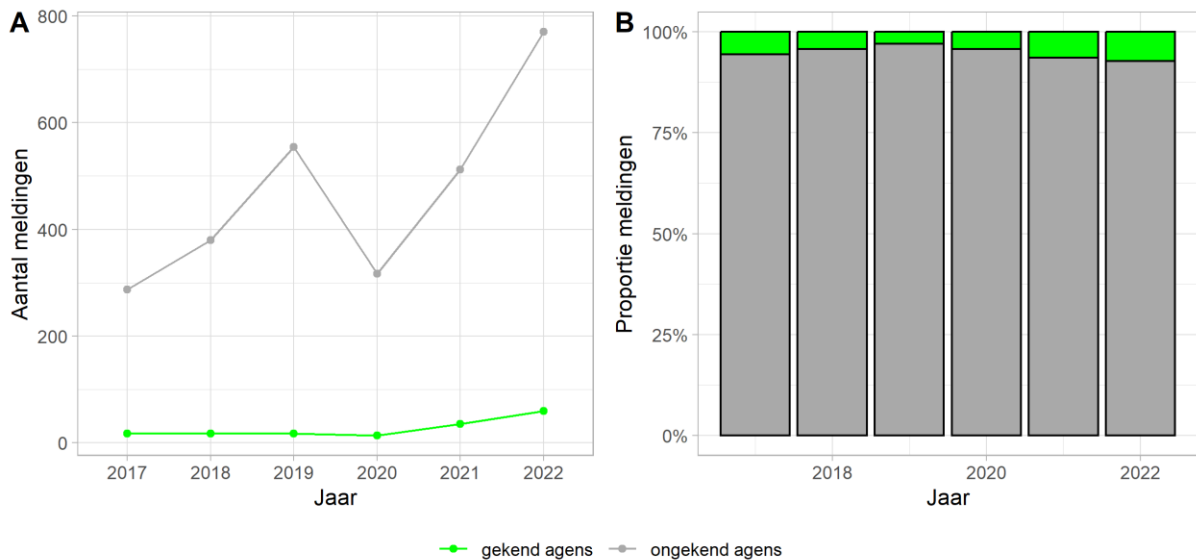 A
Aantal meldingen
800
600
400
200
0
2017 2018 2019 2020 2021 2022
Jaar
B
Proportie meldingen
100%
75%
50%
25%
0%
2018 2020 2022
Jaar
gekend agens ongekend agens